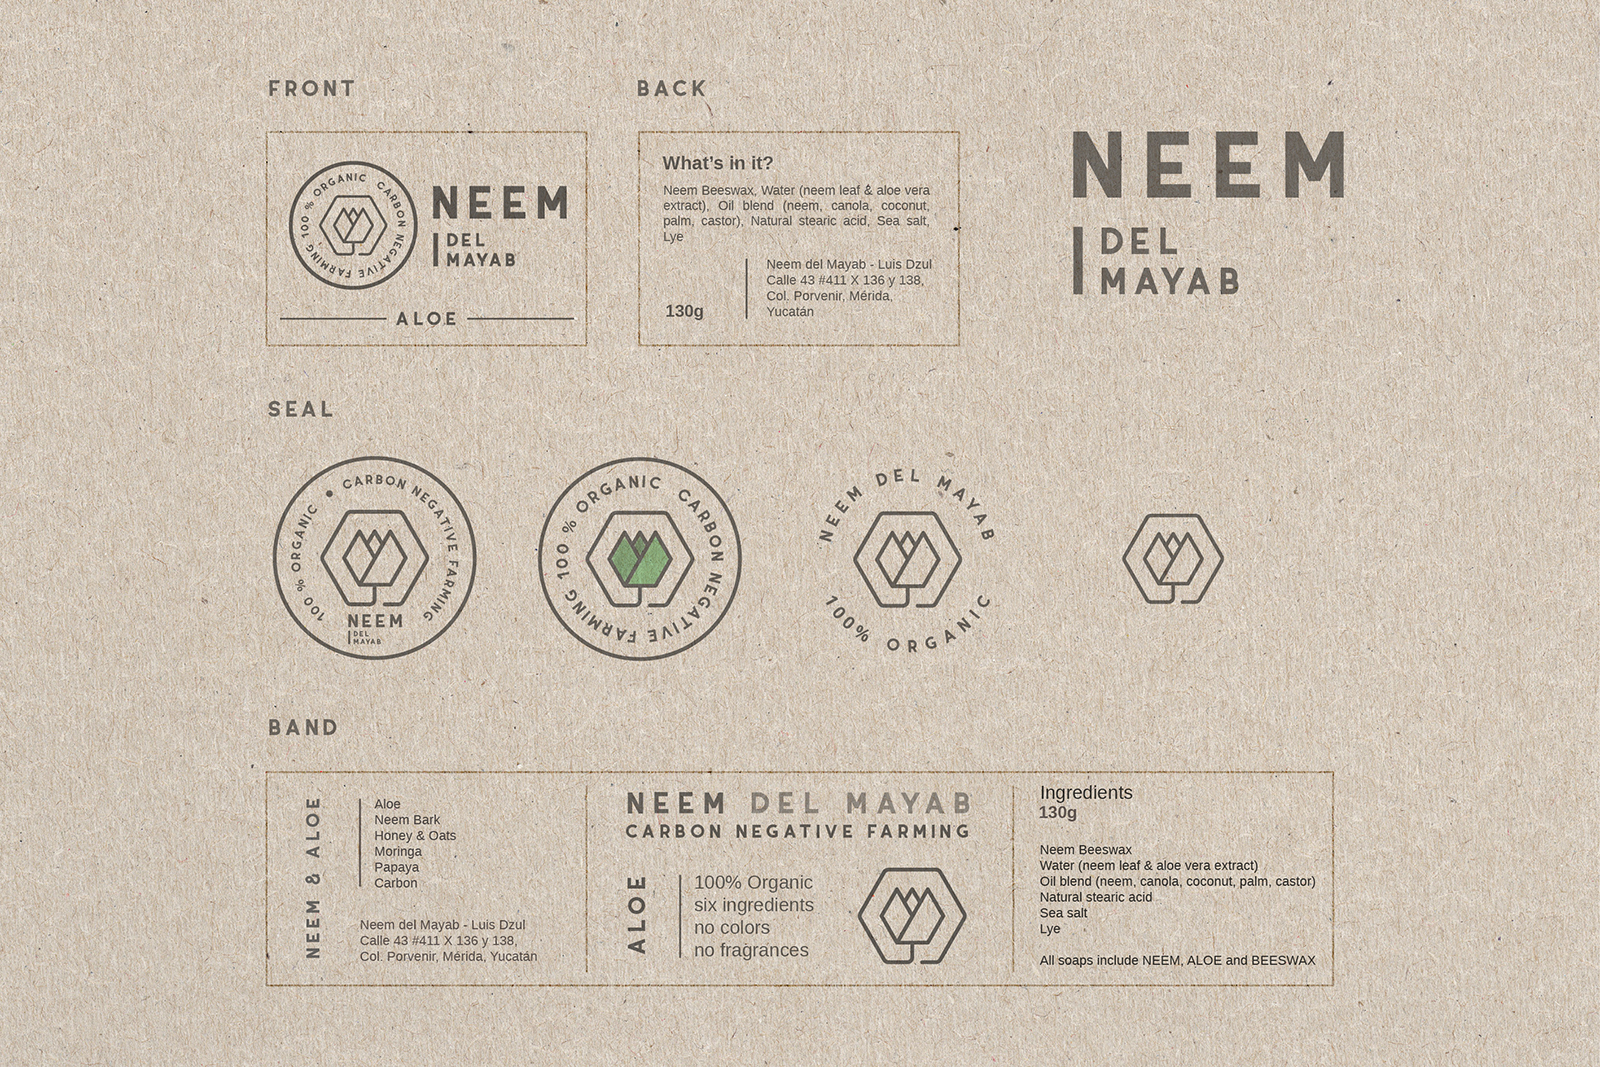 FRONT
100 % ORGANIC CARBON NEGATIVE FARMING
NEEM
DEL
MAYAB
ALOE
BACK
What's in it?
Neem Beeswax, Water (neem leaf & aloe vera
extract), Oil blend (neem, canola, coconut,
palm, castor), Natural stearic acid, Sea salt,
Lye
130g
Neem del Mayab - Luis Dzul
Calle 43 #411 X 136 y 138,
Col. Porvenir, Mérida,
Yucatán
NEEM
DEL
MAYAB
SEAL
100 % ORGANIC • CARBON NEGATIVE FARMING
NEEM
DEL
MAYAB
100 % ORGANIC CARBON NEGATIVE FARMING
NEEM DEL MAYAB
100% ORGANIC
BAND
NEEM & ALOE
Aloe
Neem Bark
Honey & Oats
Moringa
Papaya
Carbon
Neem del Mayab - Luis Dzul
Calle 43 #411 X 136 y 138,
Col. Porvenir, Mérida, Yucatán
NEEM DEL MAYAB
CARBON NEGATIVE FARMING
ALOE
100% Organic
six ingredients
no colors
no fragrances
Ingredients
130g
Neem Beeswax
Water (neem leaf & aloe vera extract)
Oil blend (neem, canola, coconut, palm, castor)
Natural stearic acid
Sea salt
Lye
All soaps include NEEM, ALOE and BEESWAX